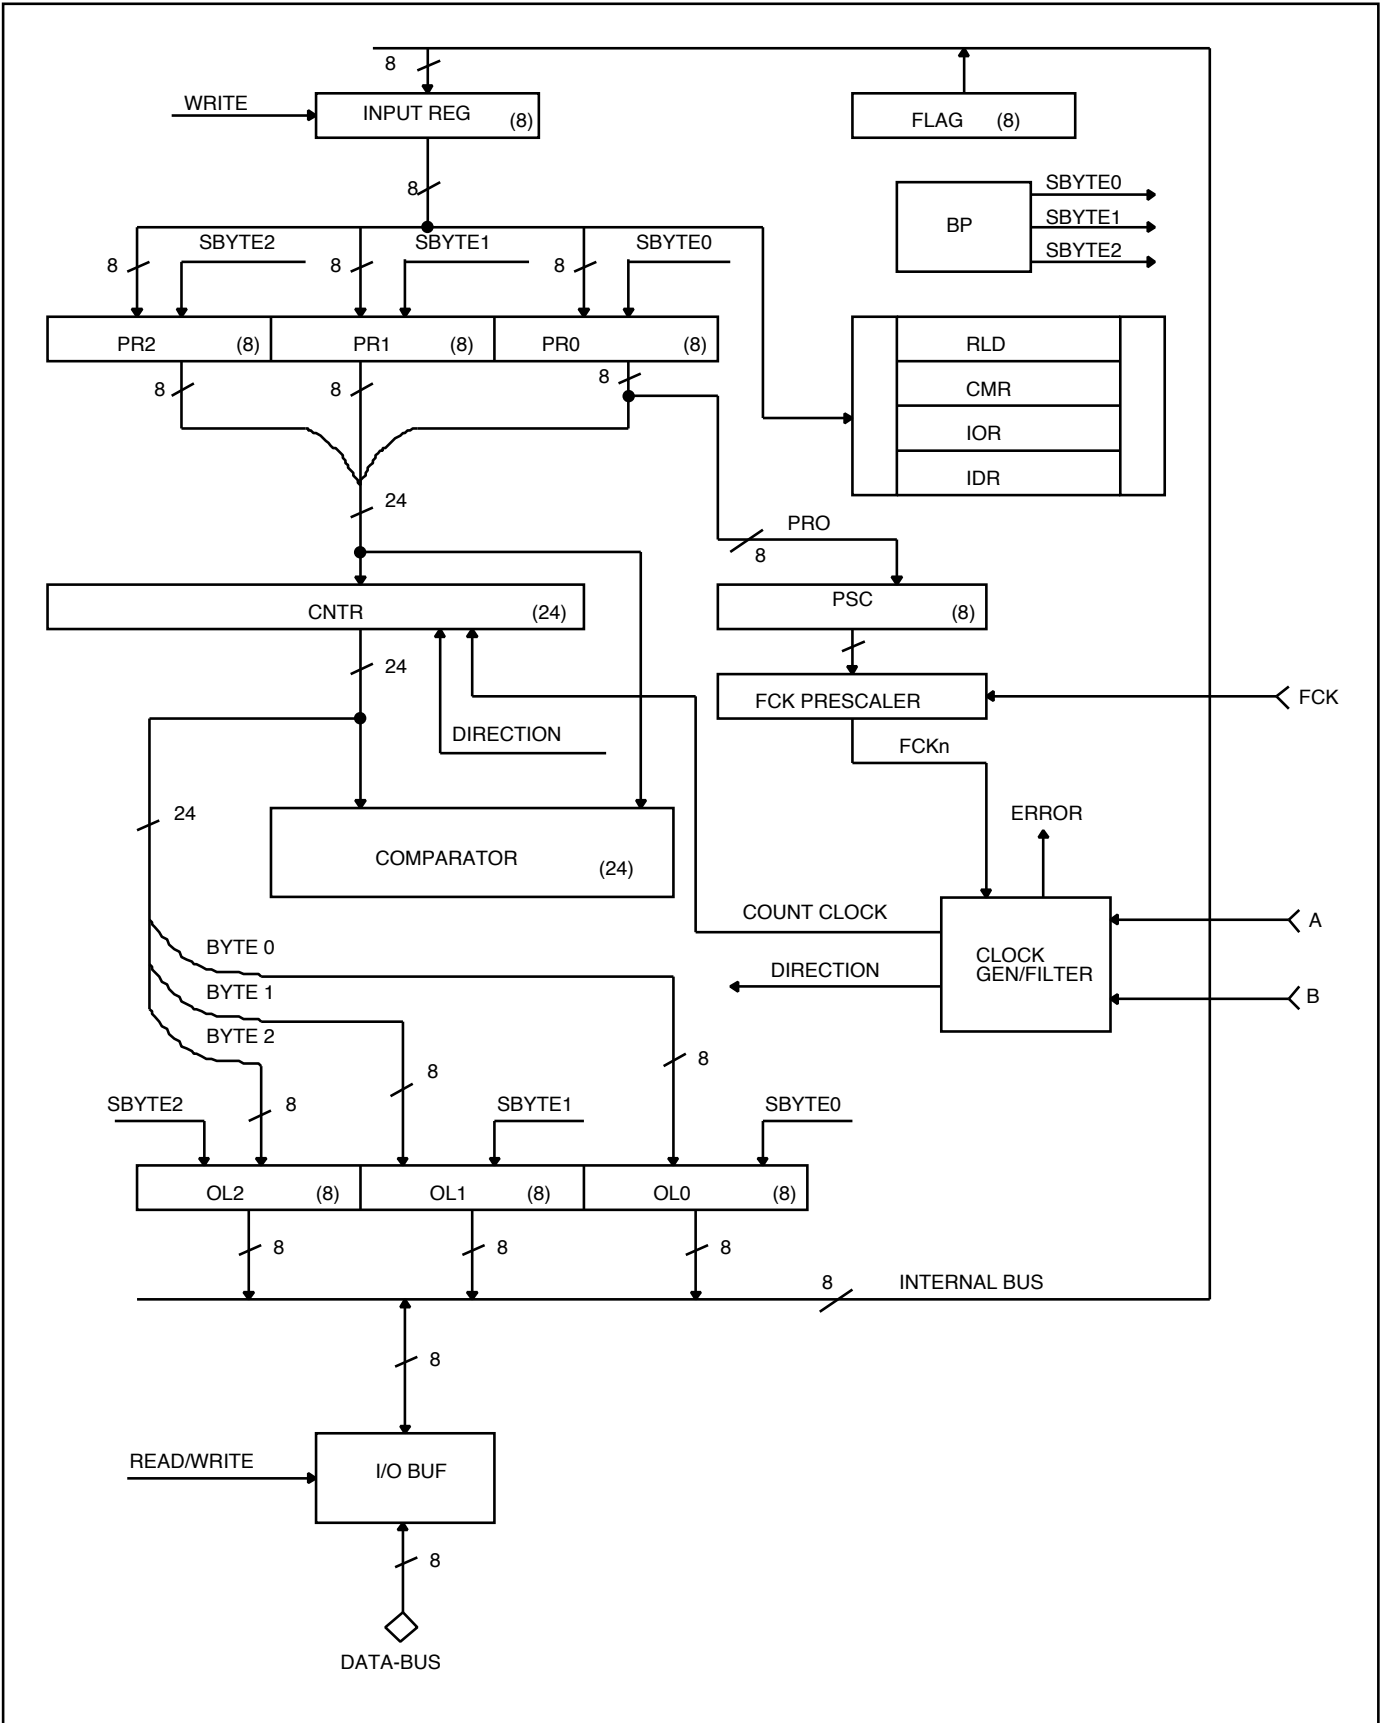 8
WRITE
INPUT REG (8)
FLAG (8)
8
SBYTE0
SBYTE1
SBYTE2
BP
SBYTE2
SBYTE1
SBYTE0
8
8
8
PR2 (8)
PR1 (8)
PR0 (8)
RLD
CMR
IOR
IDR
8
8
8
24
PRO
8
CNTR (24)
PSC (8)
24
FCK PRESCALER
FCK
DIRECTION
FCKn
24
ERROR
COMPARATOR (24)
COUNT CLOCK
A
BYTE 0
CLOCK
GEN/FILTER
DIRECTION
BYTE 1
B
BYTE 2
8
8
8
SBYTE2
SBYTE1
SBYTE0
OL2 (8)
OL1 (8)
OL0 (8)
8
8
8
8
INTERNAL BUS
8
READ/WRITE
I/O BUF
8
DATA-BUS